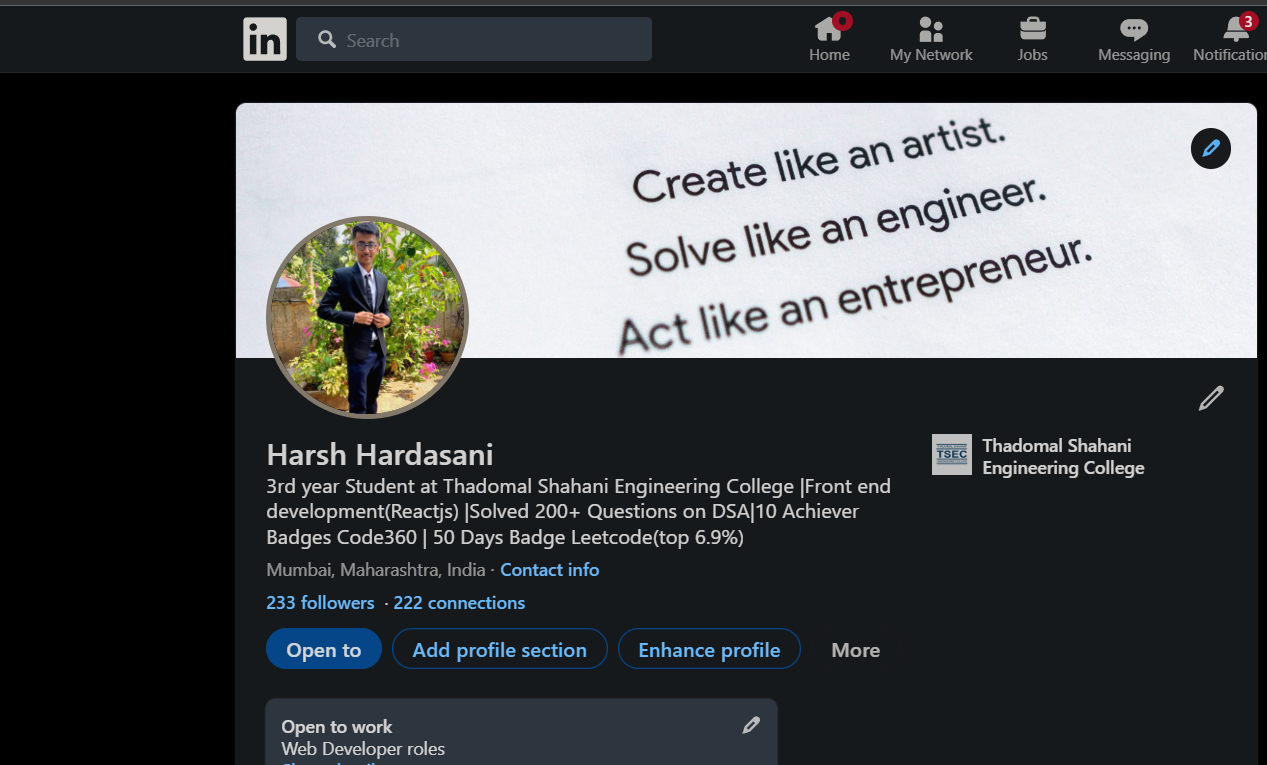 in
Search
Home
My Network
Jobs
Messaging
3
Notification
Create like an artist.
Solve like an engineer.
Act like an entrepreneur.
Harsh Hardasani
3rd year Student at Thadomal Shahani Engineering College |Front end
development(Reactjs) |Solved 200+ Questions on DSA|10 Achiever
Badges Code360 | 50 Days Badge Leetcode(top 6.9%)
Mumbai, Maharashtra, India · Contact info
233 followers · 222 connections
Open to
Add profile section
Enhance profile
More
TSEC
Thadomal Shahani
Engineering College
Open to work
Web Developer roles